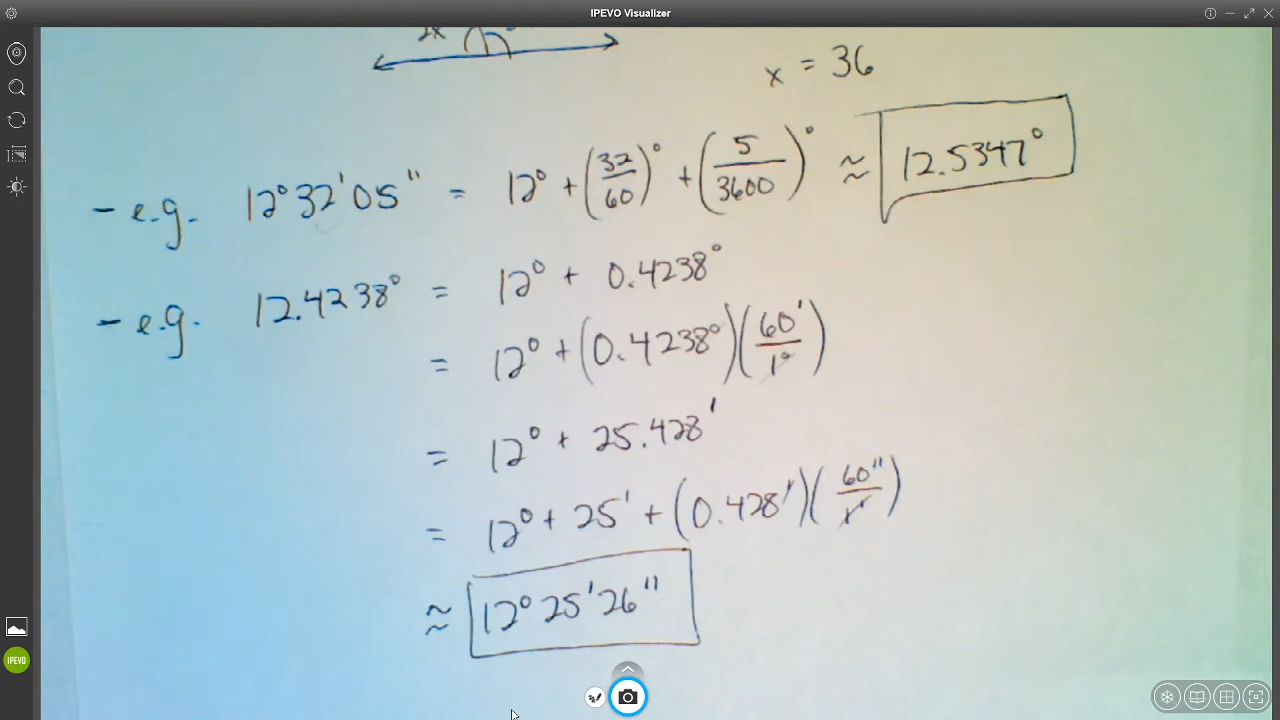 IPEVO Visualizer
2x
x = 36
- e.g. 12°32'05" = 12° + (32/60)° + (5/3600)° ≈ 12.5347°
- e.g. 12.4238° = 12° + 0.4238°
= 12° + (0.4238°)(60'/1°)
= 12° + 25.428'
= 12° + 25' + (0.428')(60"/1')
≈ 12° 25' 26"
IPEVO